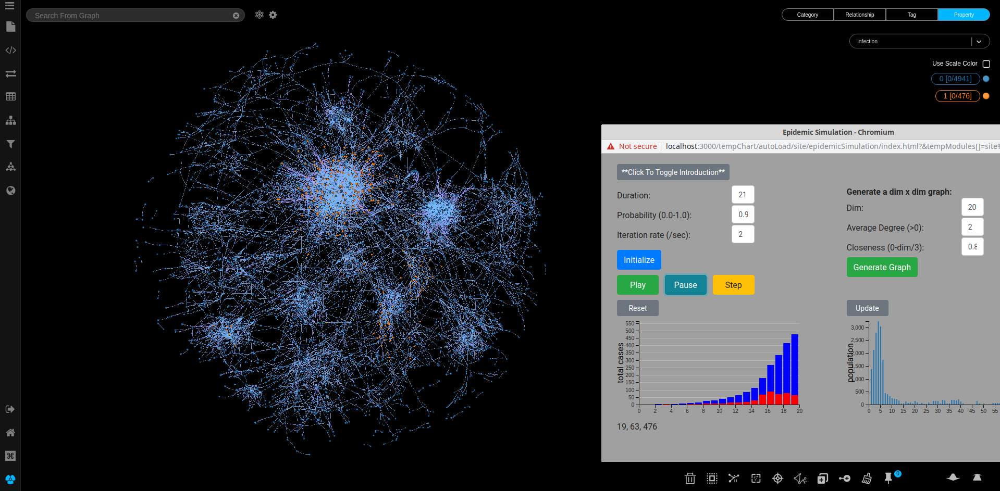 Search From Graph
Category
Relationship
Tag
Property
infection
Use Scale Color
0 [0/4941]
1 [0/476]
Epidemic Simulation - Chromium
Not secure
localhost:3000/tempChart/autoLoad/site/epidemicSimulation/index.html?&tempModules[]=site%
**Click To Toggle Introduction**
Duration:
21
Probability (0.0-1.0):
0.9
Iteration rate (/sec):
2
Initialize
Play
Pause
Step
Reset
Generate a dim x dim graph:
Dim:
20
Average Degree (>0):
2
Closeness (0-dim/3):
0.8
Generate Graph
Update
total cases
550
500
450
400
350
300
250
200
150
100
50
0
0 2 4 6 8 10 12 14 16 18 20
19, 63, 476
population
3,000
2,500
,000
,500
,000
500
0
0 5 10 15 20 25 30 35 40 45 50 55
0